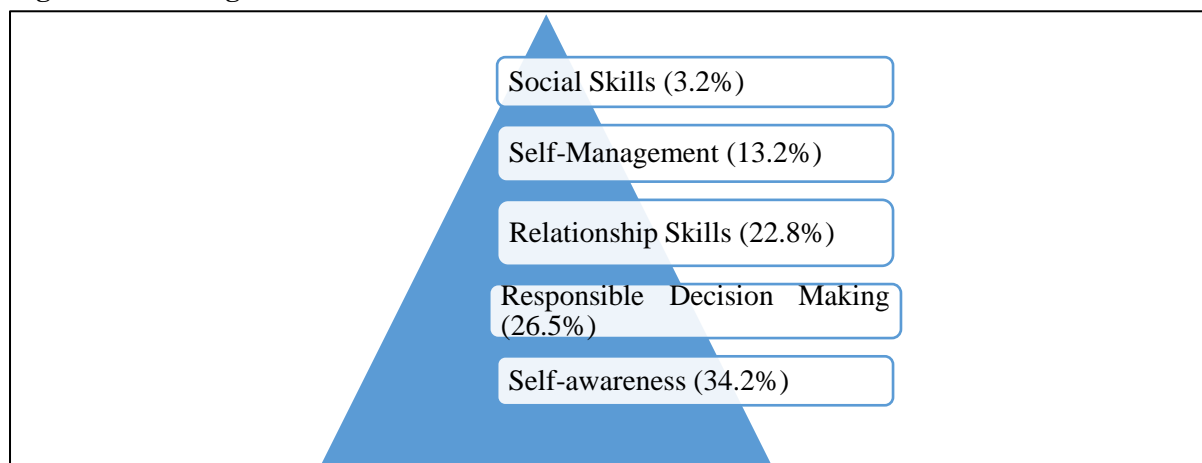 Social Skills (3.2%)
Self-Management (13.2%)
Relationship Skills (22.8%)
Responsible Decision Making
(26.5%)
Self-awareness (34.2%)